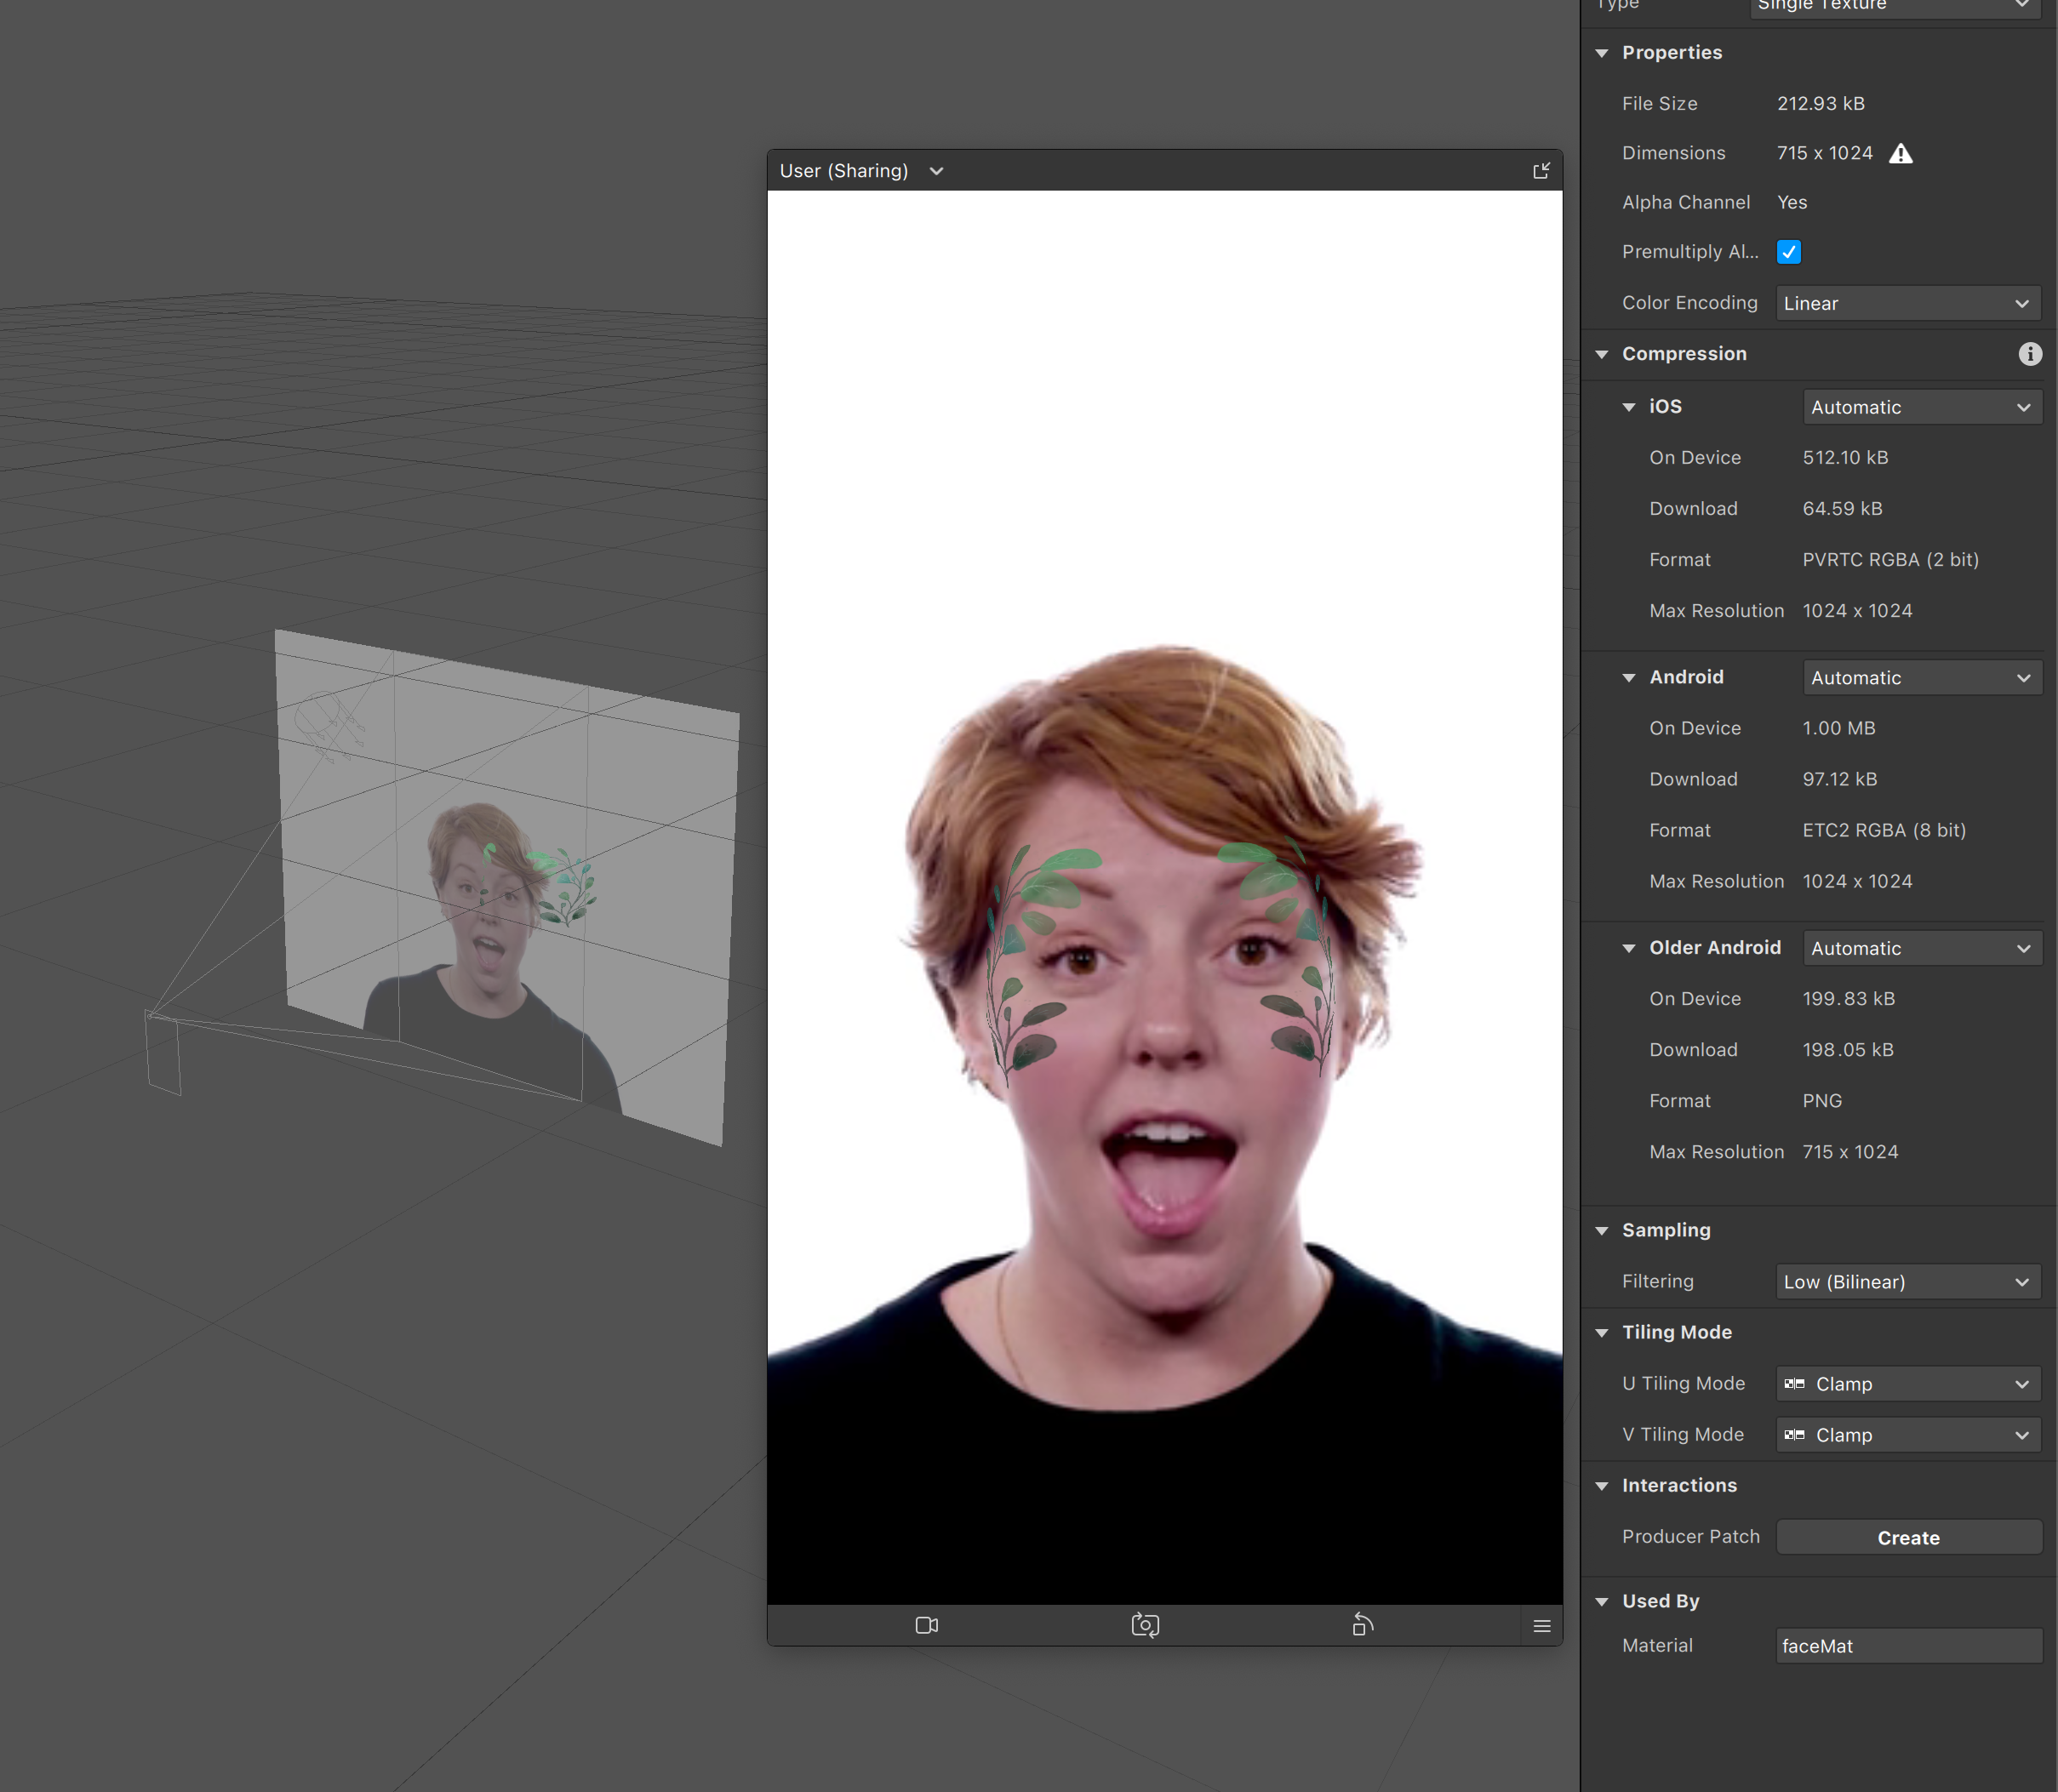 User (Sharing)
Type Single Texture
Properties
File Size 212.93 kB
Dimensions 715 x 1024
Alpha Channel Yes
Premultiply Al...
Color Encoding Linear
Compression
iOS Automatic
On Device 512.10 kB
Download 64.59 kB
Format PVRTC RGBA (2 bit)
Max Resolution 1024 x 1024
Android Automatic
On Device 1.00 MB
Download 97.12 kB
Format ETC2 RGBA (8 bit)
Max Resolution 1024 x 1024
Older Android Automatic
On Device 199.83 kB
Download 198.05 kB
Format PNG
Max Resolution 715 x 1024
Sampling
Filtering Low (Bilinear)
Tiling Mode
U Tiling Mode Clamp
V Tiling Mode Clamp
Interactions
Producer Patch Create
Used By
Material faceMat